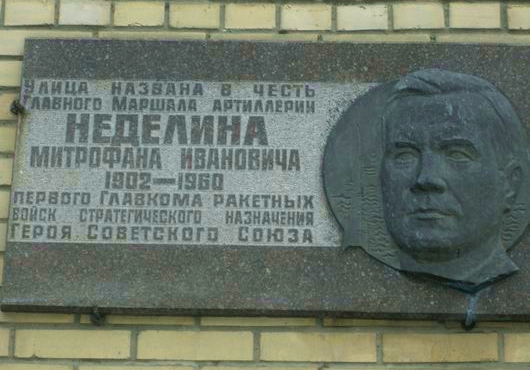 УЛИЦА НАЗВАНА В ЧЕСТЬ
ГЛАВНОГО МАРШАЛА АРТИЛЛЕРИИ
НЕДЕЛИНА
МИТРОФАНА ИВАНОВИЧА
1902—1960
ПЕРВОГО ГЛАВКОМА РАКЕТНЫХ
ВОЙСК СТРАТЕГИЧЕСКОГО НАЗНАЧЕНИЯ
ГЕРОЯ СОВЕТСКОГО СОЮЗА